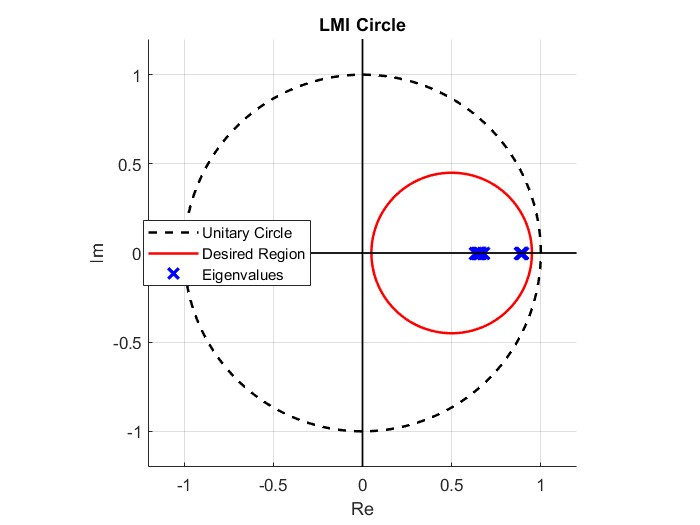 LMI Circle
1
0.5
0
-0.5
-1
Im
Unitary Circle
Desired Region
Eigenvalues
-1
-0.5
0
0.5
1
Re